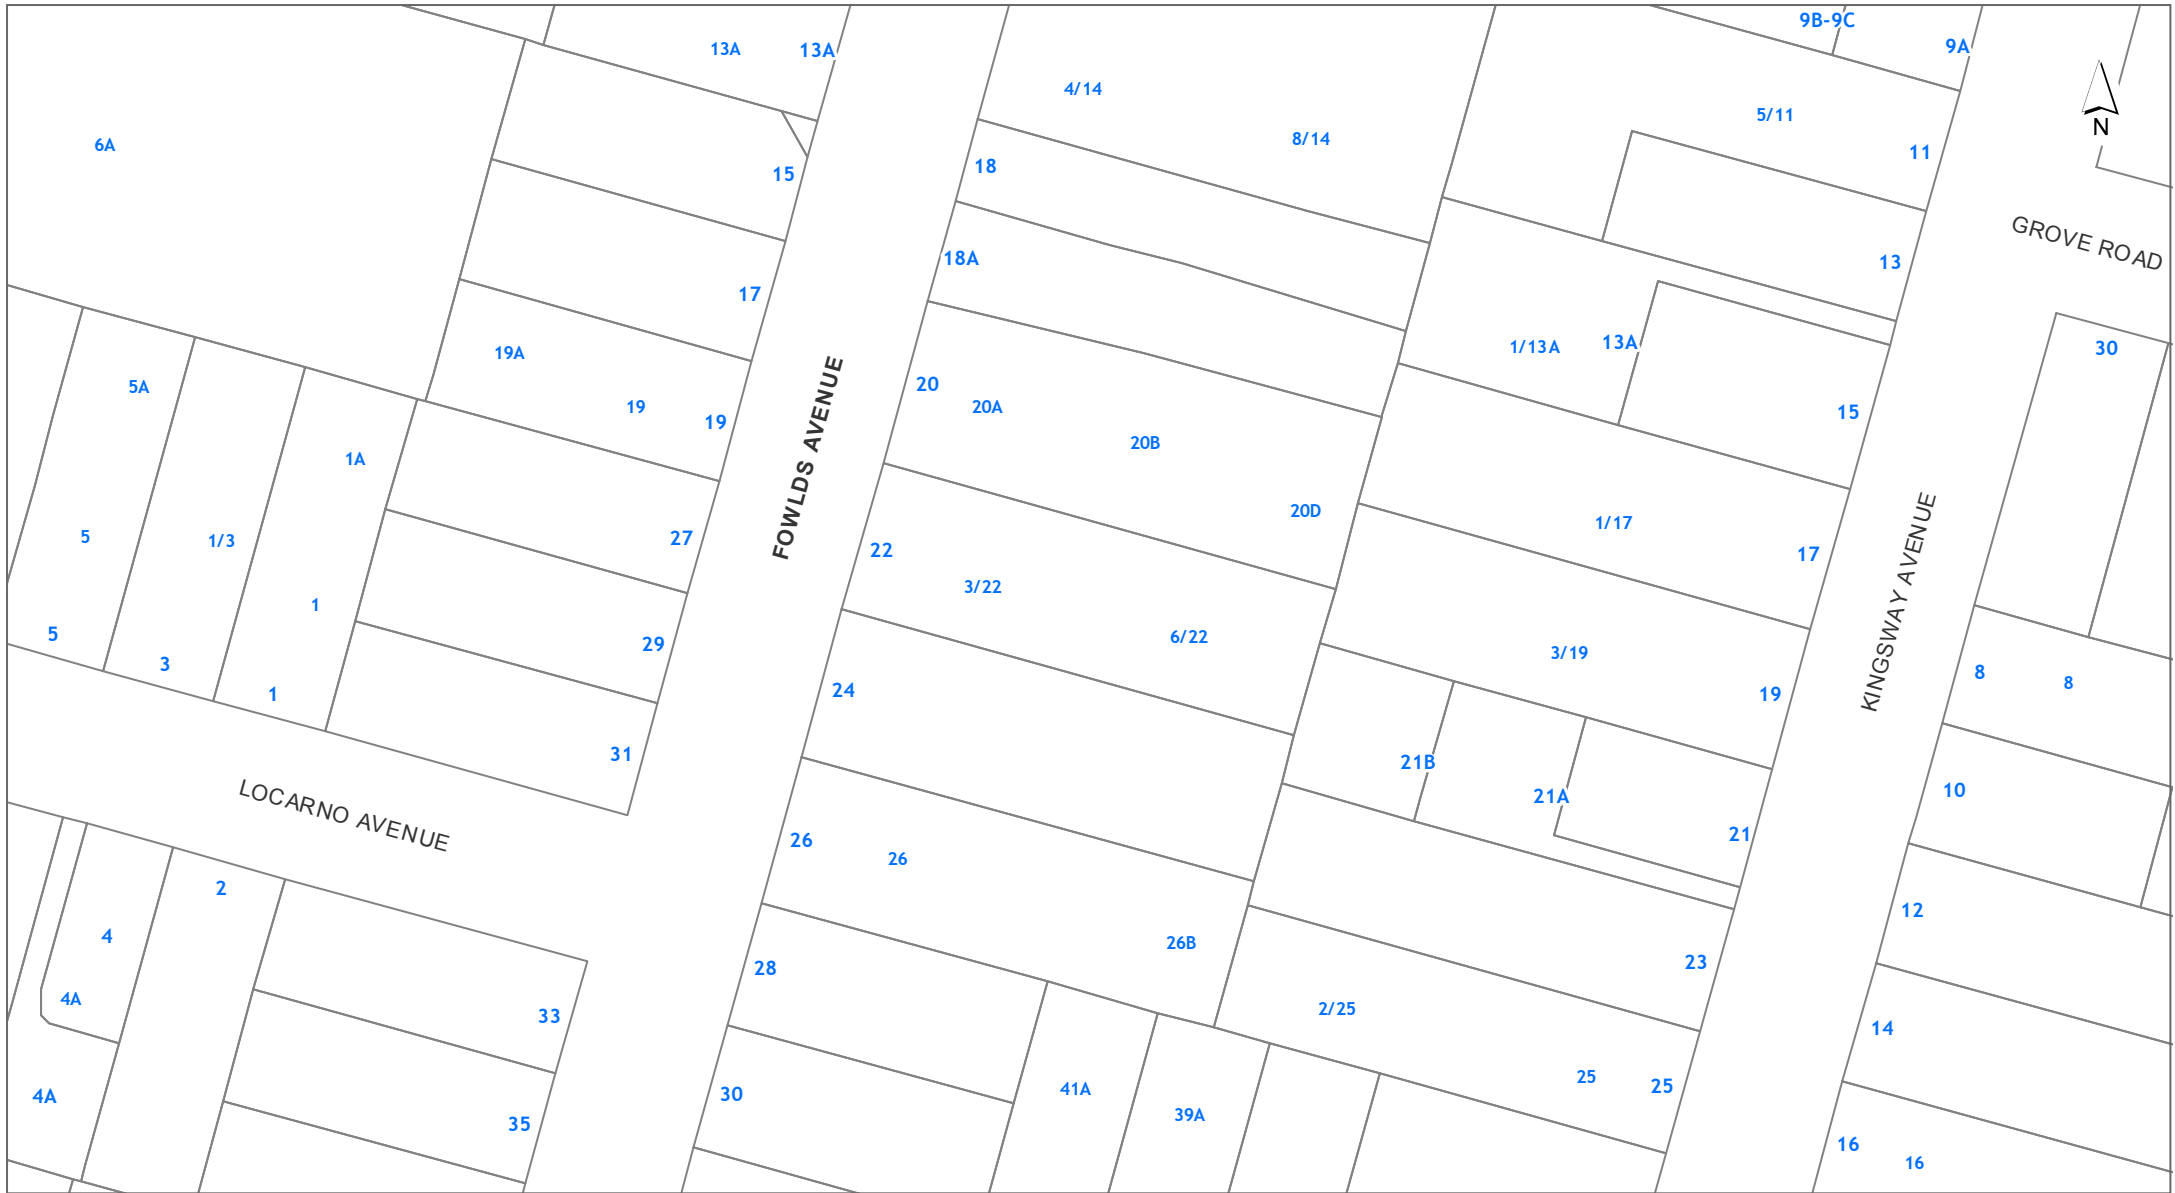 9B-9C
9A
13A
13A
4/14
5/11
N
8/14
6A
11
18
15
GROVE ROAD
18A
13
17
13A
1/13A
30
19A
20
5A
20A
19
15
19
20B
FOWLDS AVENUE
1A
20D
1/17
27
5
1/3
22
17
3/22
KINGSWAY AVENUE
1
5
6/22
29
3/19
3
8
8
24
1
19
31
21B
10
21A
LOCARNO AVENUE
21
26
26
2
12
4
26B
23
28
4A
2/25
33
14
25
25
41A
30
4A
39A
35
16
16